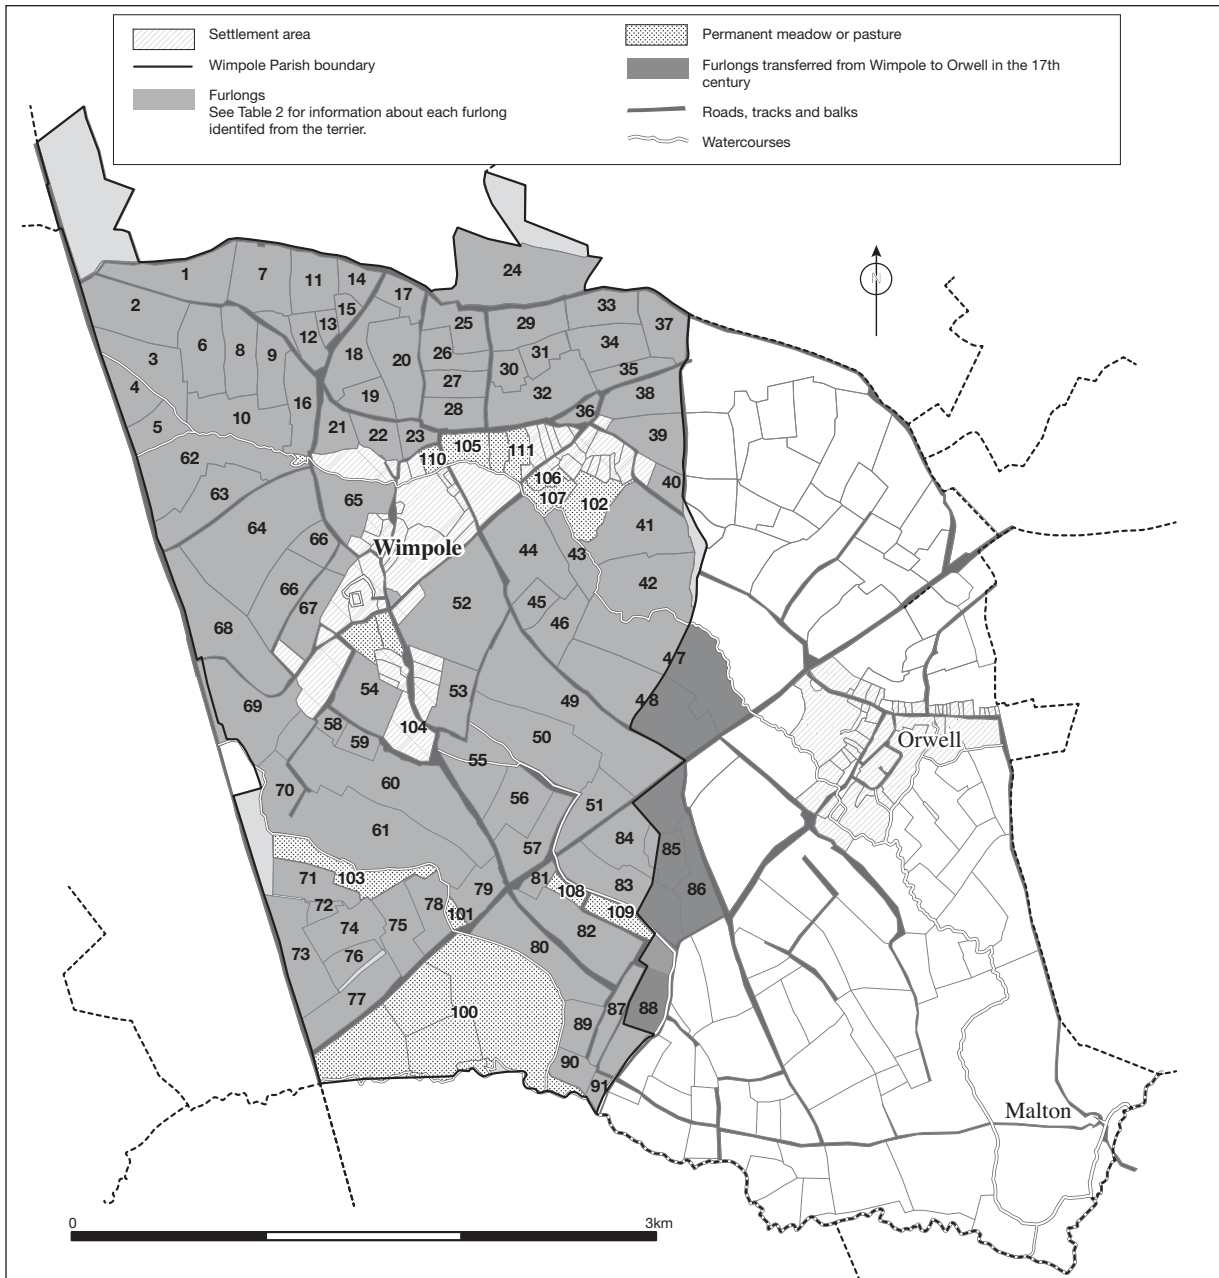 Settlement area
Wimpole Parish boundary
Furlongs
See Table 2 for information about each furlong
identifed from the terrier.
Permanent meadow or pasture
Furlongs transferred from Wimpole to Orwell in the 17th
century
Roads, tracks and balks
Watercourses
N
24
1 7 11 14 17
2 15 25 29 33 37
3 6 8 9 12 13 18 20 26 30 31 34
4 19 27 32 35
5 10 16 28 36 38
21 22 23 39
62 110 105 111
63 65 106 107 102 40
64 66 44 43 41
Wimpole
66 67 52 45 46 42
68 47
69 54 53 49 48
58 59 104 50
Orwell
70 60 55 56 51
61 57 84 85
71 103 79 81 108 83 86
72 78 101 109
73 74 75 80 82
76
77 100 89 87 88
90
91
Malton
0 3km